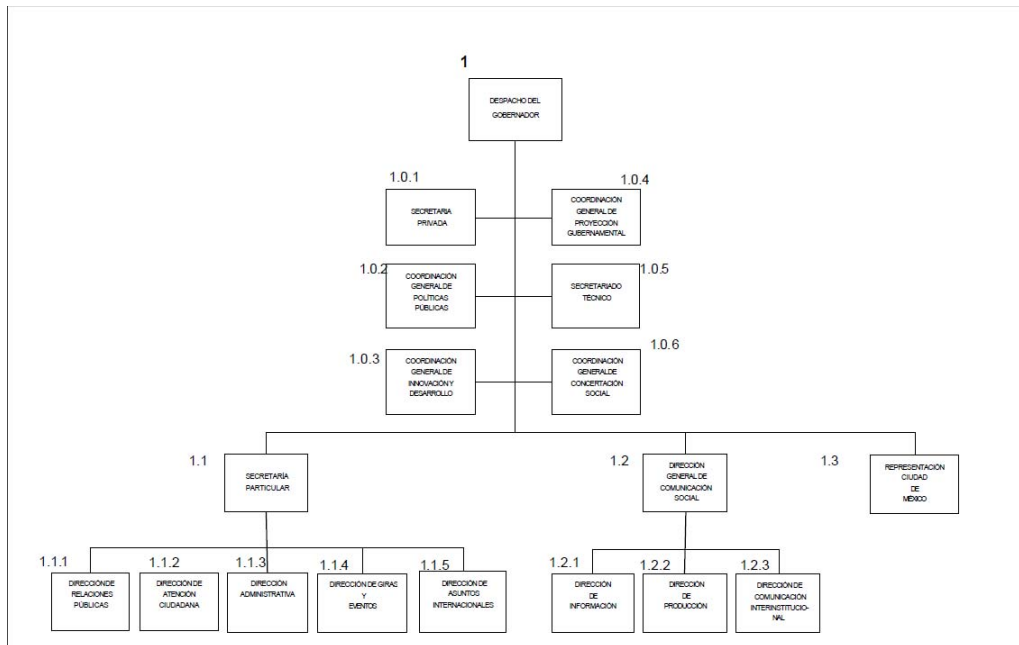 1
DESPACHO DEL
GOBERNADOR
1.0.1
SECRETARIA
PRIVADA
1.0.4
COORDINACIÓN
GENERAL DE
PROYECCIÓN
GUBERNAMENTAL
1.0.2
COORDINACIÓN
GENERAL DE
POLÍTICAS
PÚBLICAS
1.0.5
SECRETARIADO
TÉCNICO
1.0.3
COORDINACIÓN
GENERAL DE
INNOVACIÓN Y
DESARROLLO
1.0.6
COORDINACIÓN
GENERAL DE
CONCERTACIÓN
SOCIAL
1.1
SECRETARÍA
PARTICULAR
1.2
DIRECCIÓN
GENERAL DE
COMUNICACIÓN
SOCIAL
1.3
REPRESENTACIÓN
CIUDAD
DE
MÉXICO
1.1.1
DIRECCIÓN DE
RELACIONES
PÚBLICAS
1.1.2
DIRECCIÓN DE
ATENCIÓN
CIUDADANA
1.1.3
DIRECCIÓN
ADMINISTRATIVA
1.1.4
DIRECCIÓN DE GIRAS
Y
EVENTOS
1.1.5
DIRECCIÓN DE
ASUNTOS
INTERNACIONALES
1.2.1
DIRECCIÓN
DE
INFORMACIÓN
1.2.2
DIRECCIÓN
DE
PRODUCCIÓN
1.2.3
DIRECCIÓN DE
COMUNICACIÓN
INTERINSTITUCIO-
NAL